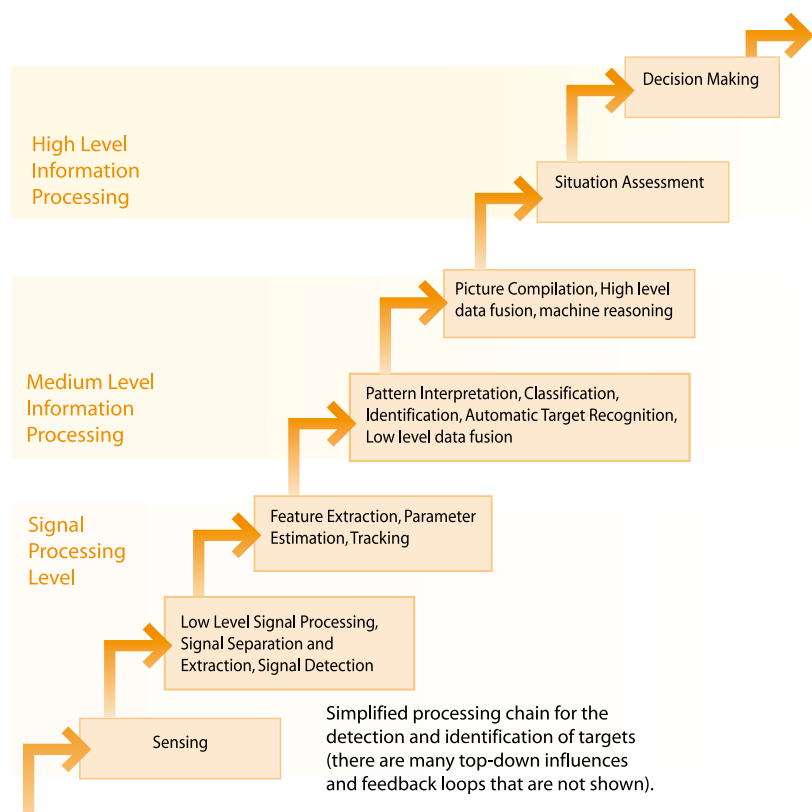 Decision Making
High Level
Information
Processing
Situation Assessment
Picture Compilation, High level
data fusion, machine reasoning
Medium Level
Information
Processing
Pattern Interpretation, Classification,
Identification, Automatic Target Recognition,
Low level data fusion
Signal
Processing
Level
Feature Extraction, Parameter
Estimation, Tracking
Low Level Signal Processing,
Signal Separation and
Extraction, Signal Detection
Sensing
Simplified processing chain for the
detection and identification of targets
(there are many top-down influences
and feedback loops that are not shown).